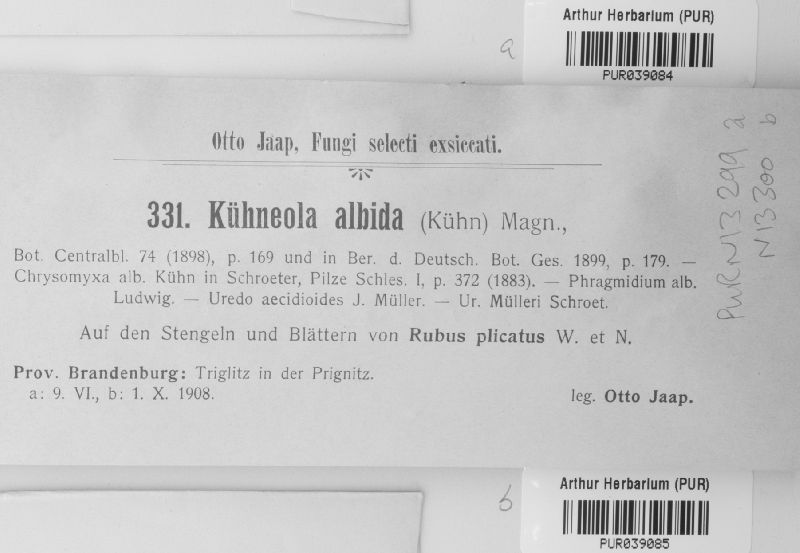 Arthur Herbarium (PUR)
a
PUR039084
Otto Jaap, Fungi selecti exsiccati.
331. Kühneola albida (Kühn) Magn.,
Bot. Centralbl. 74 (1898), p. 169 und in Ber. d. Deutsch. Bot. Ges. 1899, p. 179. —
Chrysomyxa alb. Kühn in Schroeter, Pilze Schles. I, p. 372 (1883). — Phragmidium alb.
Ludwig. — Uredo aecidioides J. Müller. — Ur. Mülleri Schroet.
Auf den Stengeln und Blättern von Rubus plicatus W. et N.
Prov. Brandenburg: Triglitz in der Prignitz.
a: 9. VI., b: 1. X. 1908.
leg. Otto Jaap.
PUR N13299 a
N13300 b
Arthur Herbarium (PUR)
b
PUR039085